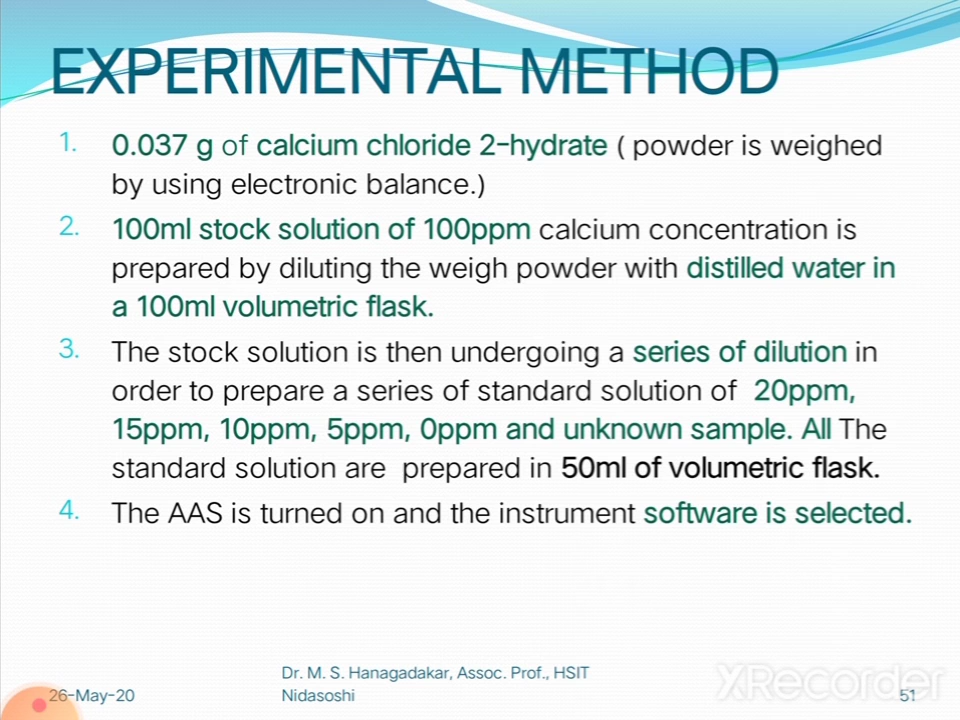 EXPERIMENTAL METHOD
1. 0.037 g of calcium chloride 2-hydrate ( powder is weighed
by using electronic balance.)
2. 100ml stock solution of 100ppm calcium concentration is
prepared by diluting the weigh powder with distilled water in
a 100ml volumetric flask.
3. The stock solution is then undergoing a series of dilution in
order to prepare a series of standard solution of 20ppm,
15ppm, 10ppm, 5ppm, 0ppm and unknown sample. All The
standard solution are prepared in 50ml of volumetric flask.
4. The AAS is turned on and the instrument software is selected.
Dr. M. S. Hanagadakar, Assoc. Prof., HSIT
Nidasoshi
26-May-20
XRecorder
51